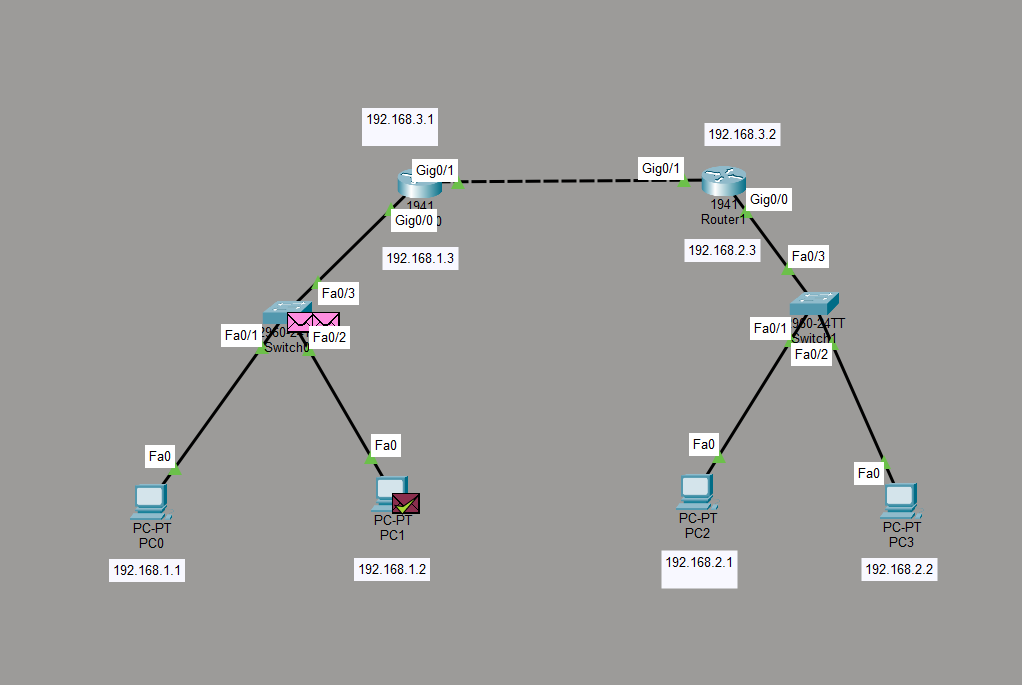 192.168.3.1
192.168.3.2
Gig0/1
Gig0/1
1941
Gig0/0
1941
Router1
Gig0/0
192.168.1.3
192.168.2.3
Fa0/3
Fa0/3
Fa0/1
Switch0
Fa0/2
Fa0/1
960-24TT
Switch1
Fa0/2
Fa0
Fa0
Fa0
Fa0
PC-PT
PC0
PC-PT
PC1
PC-PT
PC2
PC-PT
PC3
192.168.1.1
192.168.1.2
192.168.2.1
192.168.2.2